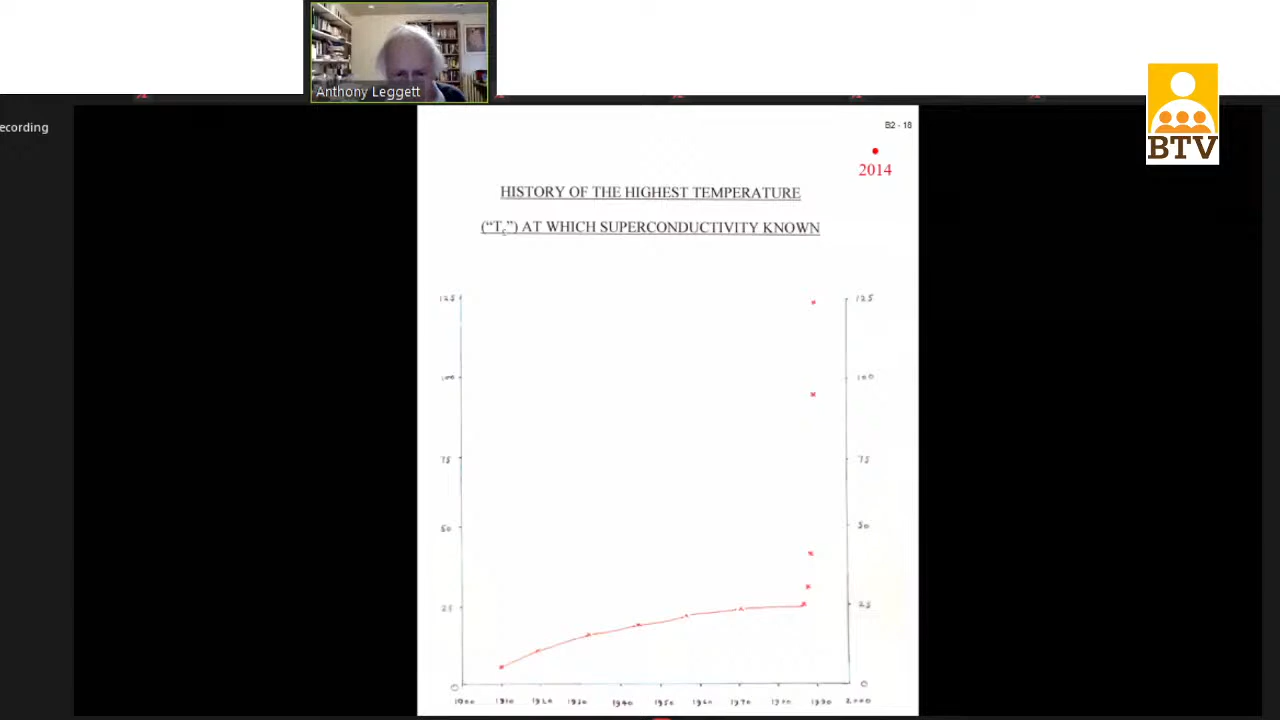 Anthony Leggett
ecording
BTV
B2 - 18
2014
HISTORY OF THE HIGHEST TEMPERATURE
("Tc") AT WHICH SUPERCONDUCTIVITY KNOWN
125 125
100 100
75 75
50 50
25 25
0 0
1900 1910 1920 1930 1940 1950 1960 1970 1980 1990 2000